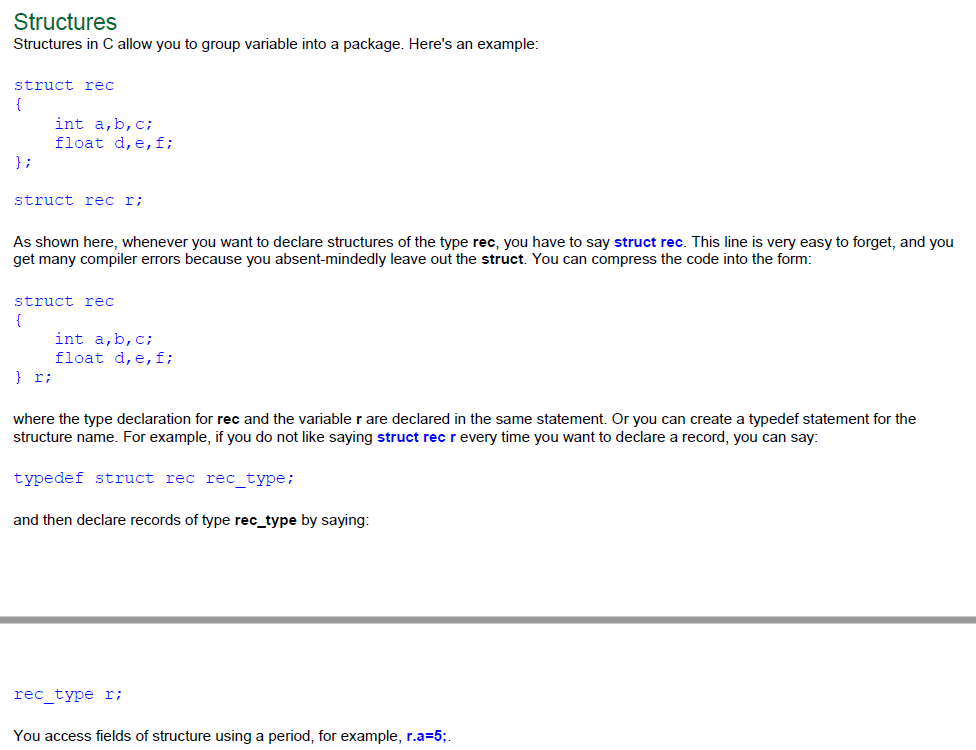 Structures
Structures in C allow you to group variable into a package. Here's an example:
struct rec
{
    int a,b,c;
    float d,e,f;
};
struct rec r;
As shown here, whenever you want to declare structures of the type rec, you have to say struct rec. This line is very easy to forget, and you
get many compiler errors because you absent-mindedly leave out the struct. You can compress the code into the form:
struct rec
{
    int a,b,c;
    float d,e,f;
} r;
where the type declaration for rec and the variable r are declared in the same statement. Or you can create a typedef statement for the
structure name. For example, if you do not like saying struct rec r every time you want to declare a record, you can say:
typedef struct rec rec_type;
and then declare records of type rec_type by saying:
rec_type r;
You access fields of structure using a period, for example, r.a=5;.